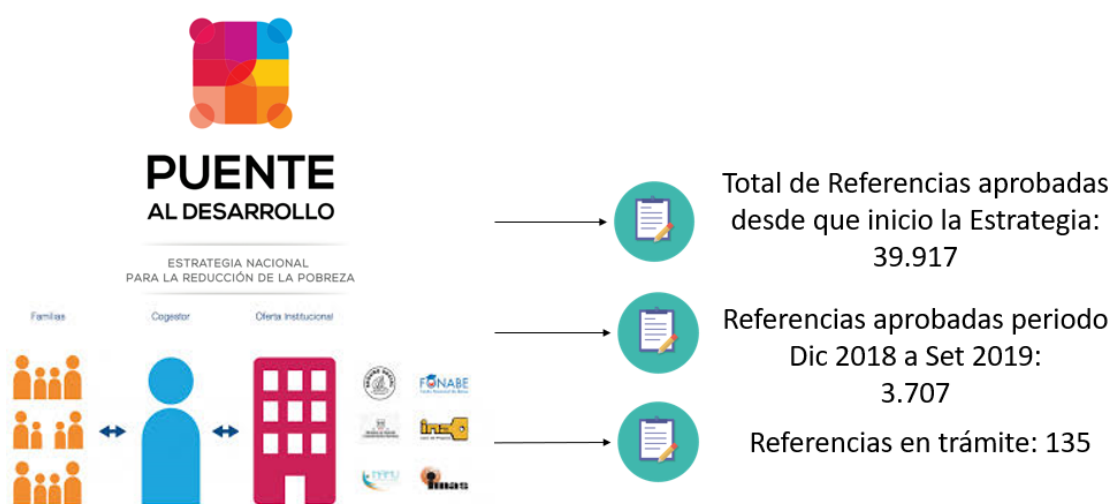 PUENTE
AL DESARROLLO
ESTRATEGIA NACIONAL
PARA LA REDUCCIÓN DE LA POBREZA
Familias
Cogestor
Oferta Institucional
FONABE
imas
Total de Referencias aprobadas
desde que inicio la Estrategia:
39.917
Referencias aprobadas periodo
Dic 2018 a Set 2019:
3.707
Referencias en trámite: 135